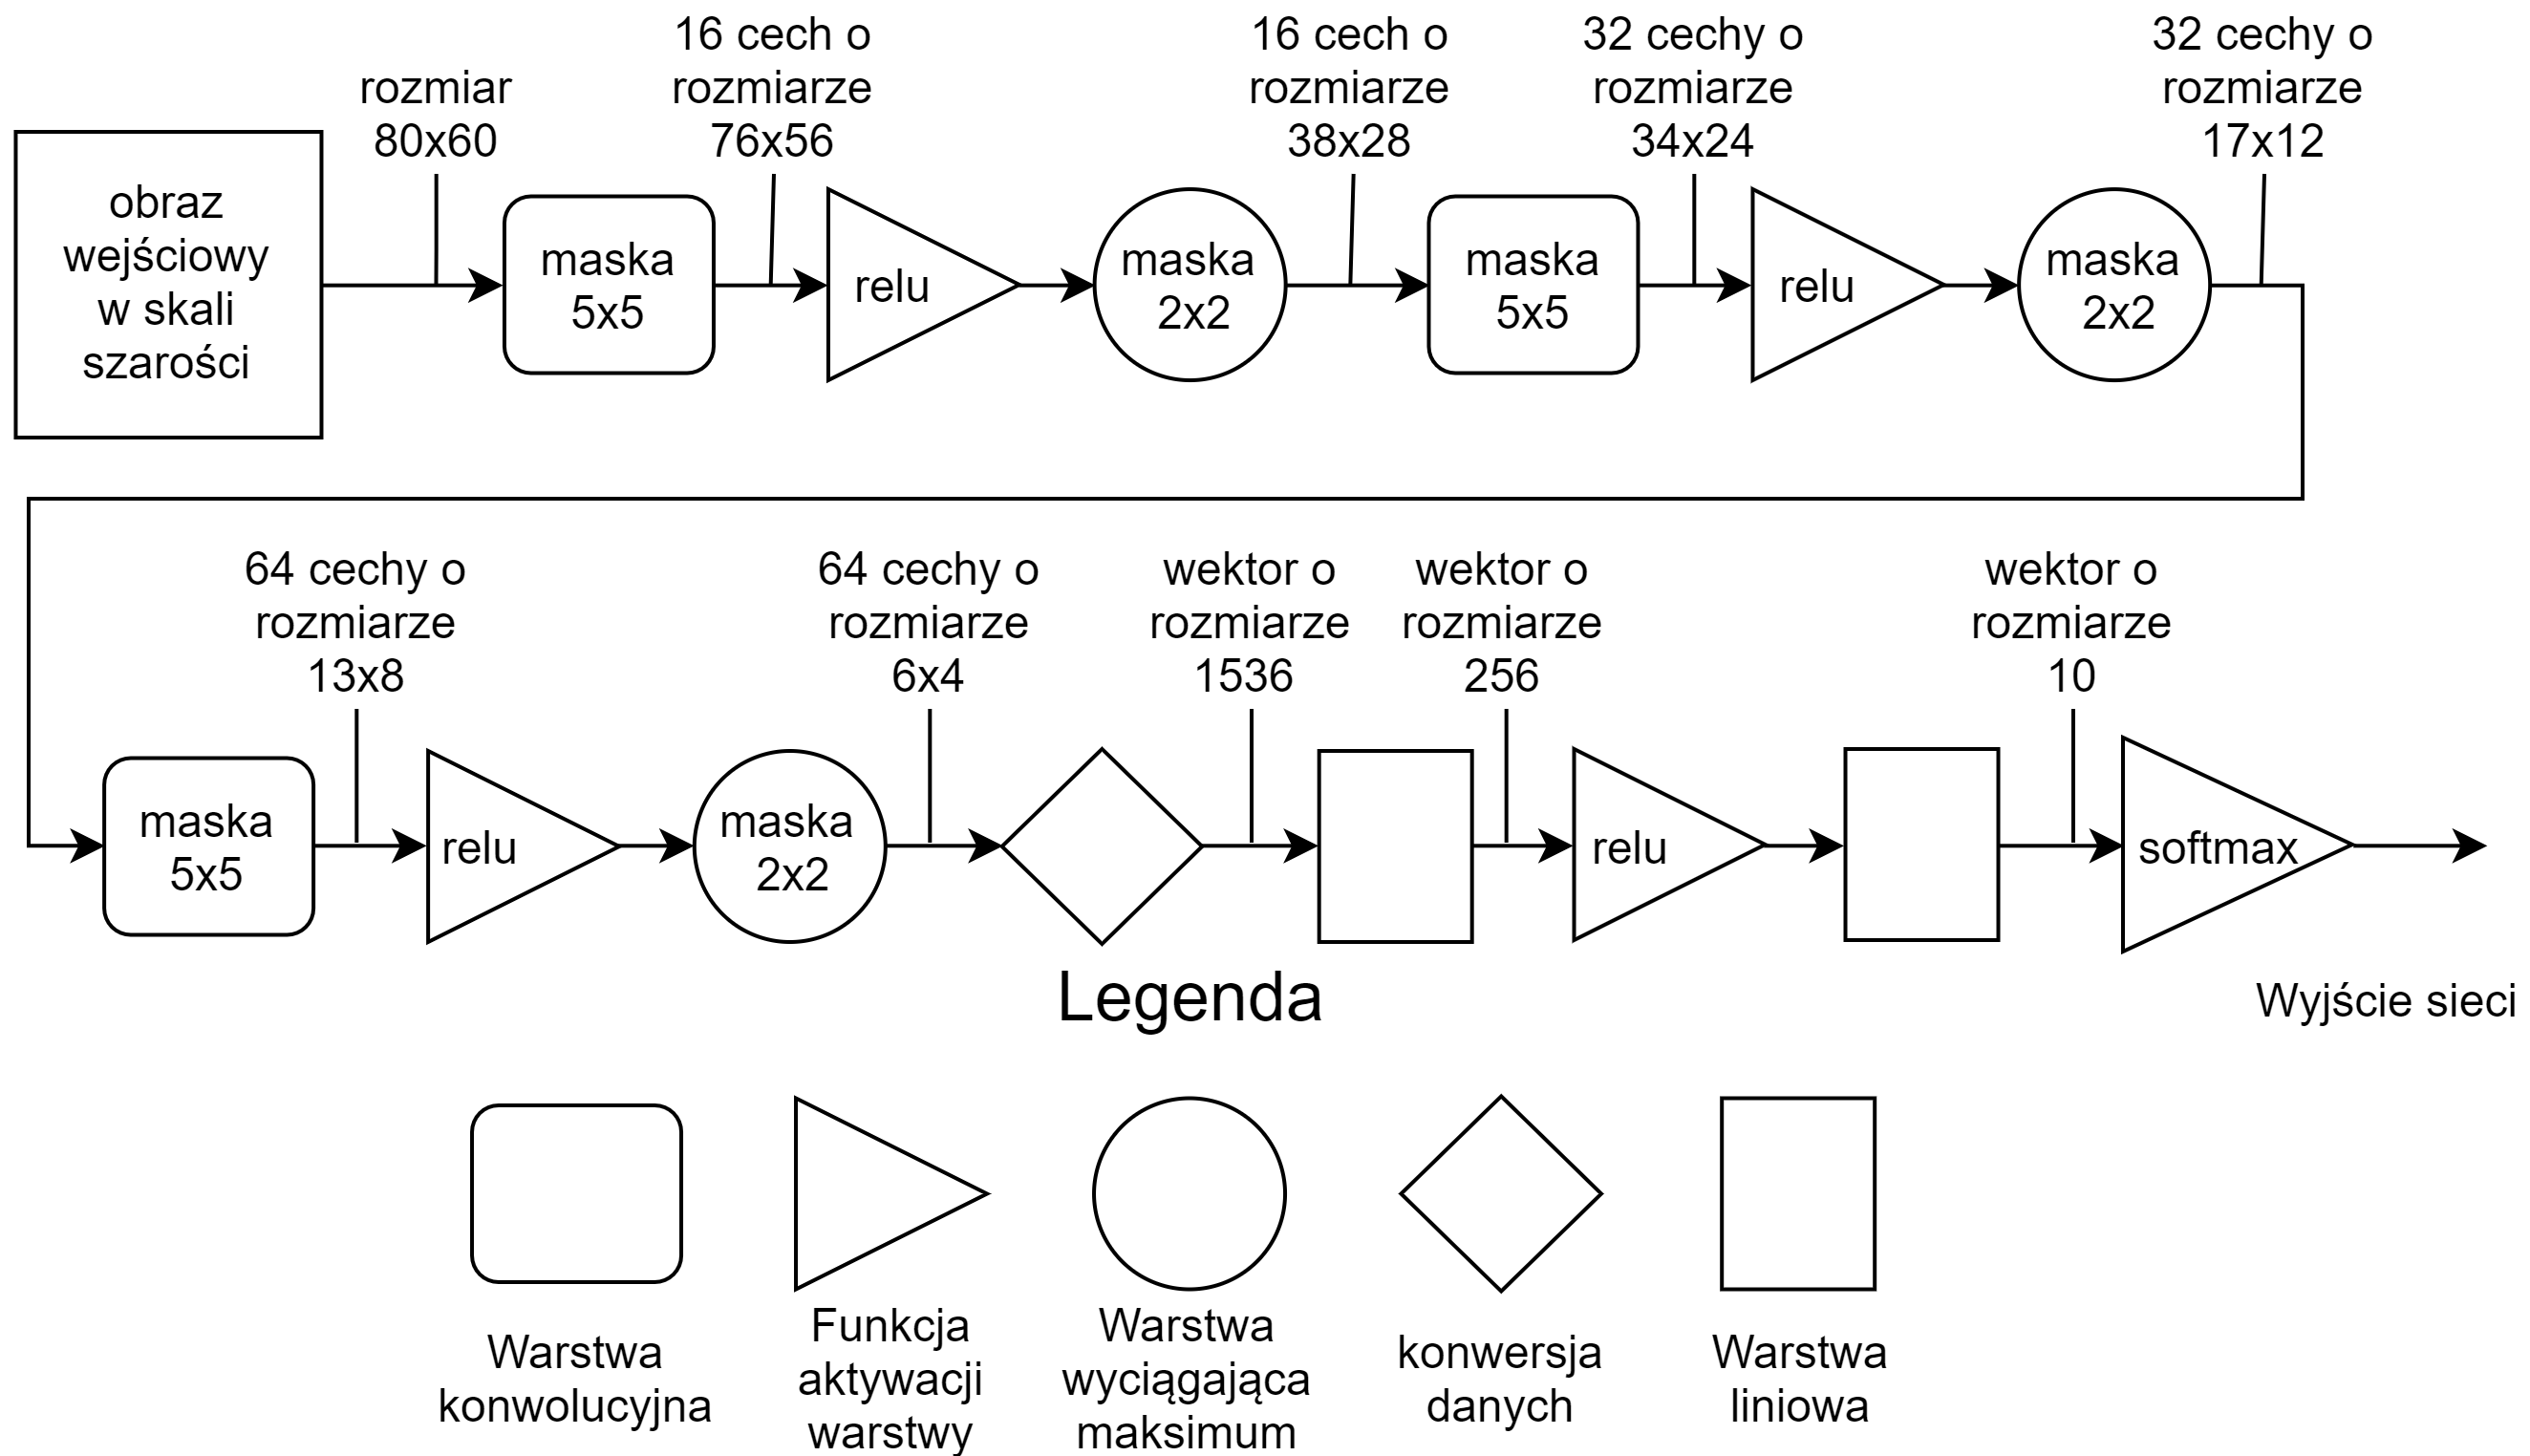 obraz
wejściowy
w skali
szarości
rozmiar
80x60
maska
5x5
16 cech o
rozmiarze
76x56
relu
maska
2x2
16 cech o
rozmiarze
38x28
maska
5x5
32 cechy o
rozmiarze
34x24
relu
maska
2x2
32 cechy o
rozmiarze
17x12
maska
5x5
64 cechy o
rozmiarze
13x8
relu
maska
2x2
64 cechy o
rozmiarze
6x4
wektor o
rozmiarze
1536
wektor o
rozmiarze
256
relu
wektor o
rozmiarze
10
softmax
Wyjście sieci
Legenda
Warstwa
konwolucyjna
Funkcja
aktywacji
warstwy
Warstwa
wyciągająca
maksimum
konwersja
danych
Warstwa
liniowa